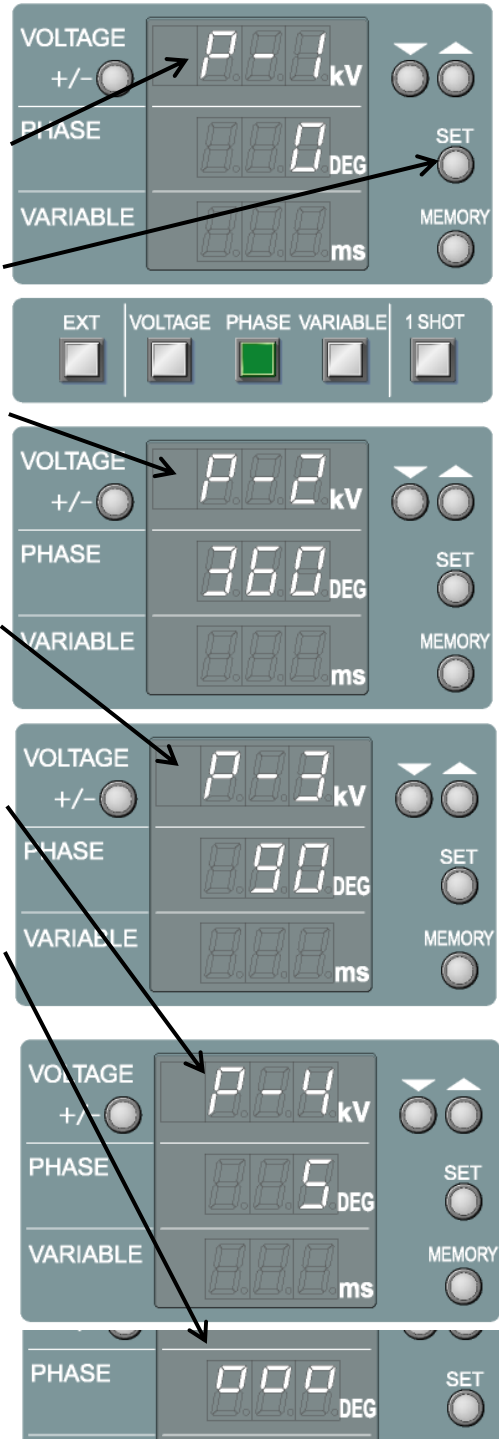 VOLTAGE P-1 kV
+/-
PHASE 0 DEG SET
VARIABLE ms MEMORY
EXT VOLTAGE PHASE VARIABLE 1 SHOT
VOLTAGE P-2 kV
+/-
PHASE 360 DEG SET
VARIABLE ms MEMORY
VOLTAGE P-3 kV
+/-
PHASE 90 DEG SET
VARIABLE ms MEMORY
VOLTAGE P-4 kV
+/-
PHASE 5 DEG SET
VARIABLE ms MEMORY
PHASE ooo DEG SET